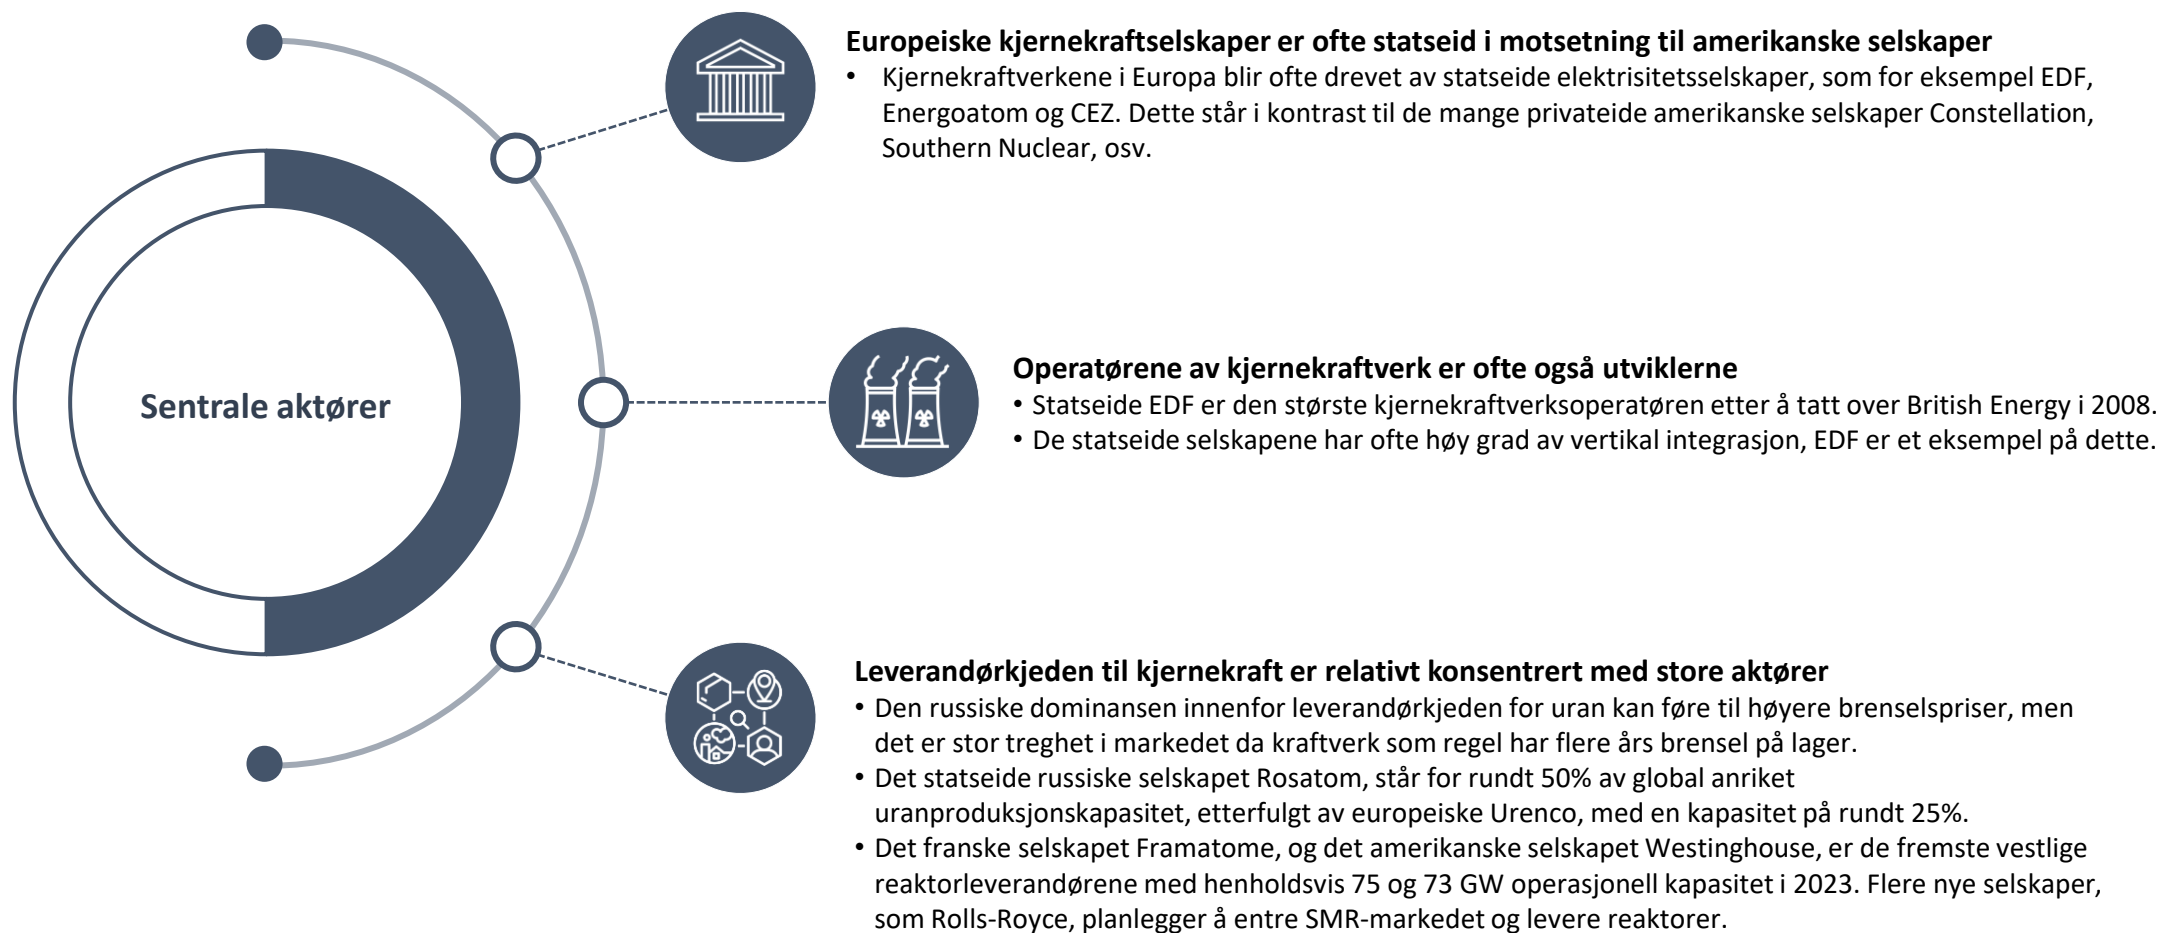 Sentrale aktører
Europeiske kjernekraftselskaper er ofte statseid i motsetning til amerikanske selskaper
• Kjernekraftverkene i Europa blir ofte drevet av statseide elektrisitetsselskaper, som for eksempel EDF,
Energoatom og CEZ. Dette står i kontrast til de mange privateide amerikanske selskaper Constellation,
Southern Nuclear, osv.
Operatørene av kjernekraftverk er ofte også utviklerne
• Statseide EDF er den største kjernekraftverksoperatøren etter å tatt over British Energy i 2008.
• De statseide selskapene har ofte høy grad av vertikal integrasjon, EDF er et eksempel på dette.
Leverandørkjeden til kjernekraft er relativt konsentrert med store aktører
• Den russiske dominansen innenfor leverandørkjeden for uran kan føre til høyere brenselspriser, men
det er stor treghet i markedet da kraftverk som regel har flere års brensel på lager.
• Det statseide russiske selskapet Rosatom, står for rundt 50% av global anriket
uranproduksjonskapasitet, etterfulgt av europeiske Urenco, med en kapasitet på rundt 25%.
• Det franske selskapet Framatome, og det amerikanske selskapet Westinghouse, er de fremste vestlige
reaktorleverandørene med henholdsvis 75 og 73 GW operasjonell kapasitet i 2023. Flere nye selskaper,
som Rolls-Royce, planlegger å entre SMR-markedet og levere reaktorer.